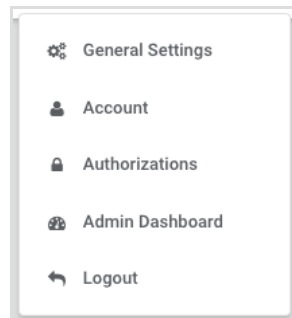 General Settings
Account
Authorizations
Admin Dashboard
Logout